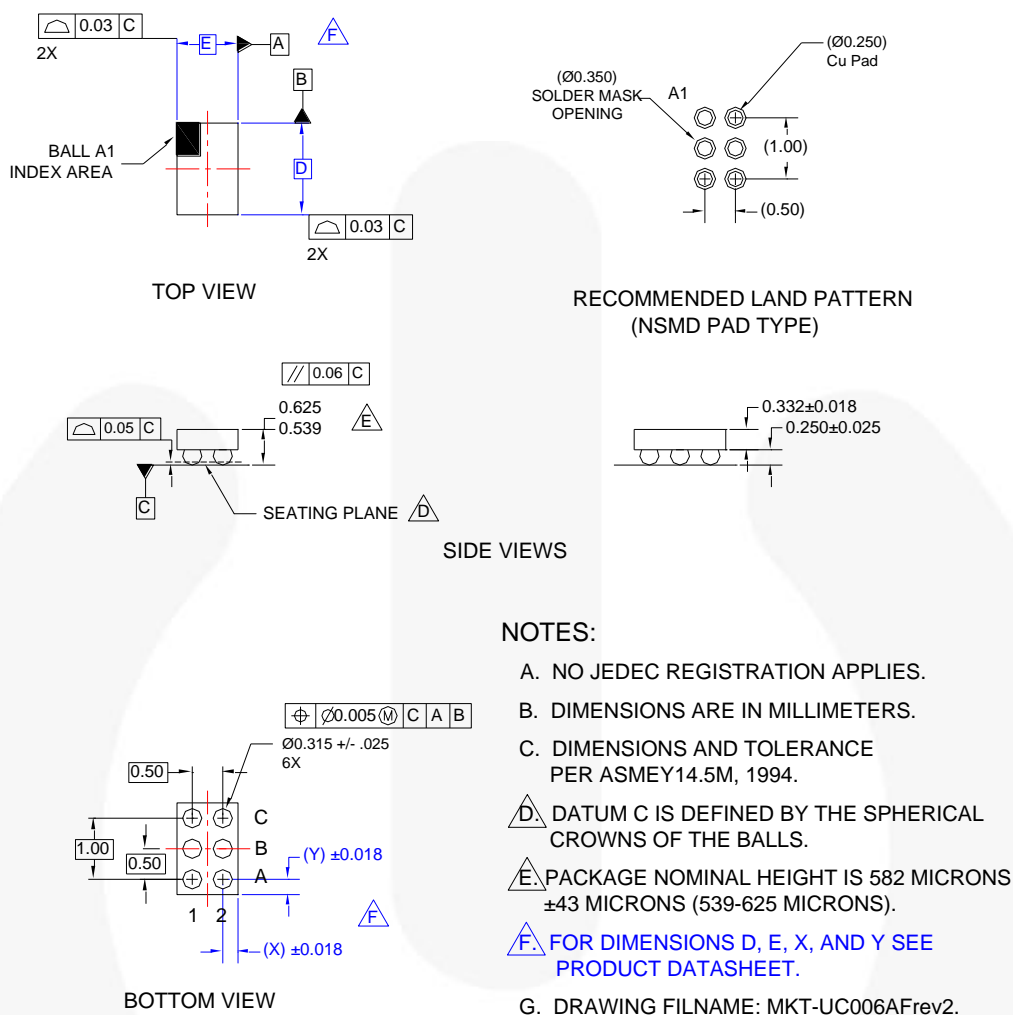 0.03 C
2X
E
A
F
B
BALL A1
INDEX AREA
D
0.03 C
2X
TOP VIEW
(Ø0.250)
Cu Pad
(Ø0.350)
SOLDER MASK
OPENING
A1
(1.00)
(0.50)
RECOMMENDED LAND PATTERN
(NSMD PAD TYPE)
// 0.06 C
0.625
0.539
E
0.05 C
C
SEATING PLANE D
0.332±0.018
0.250±0.025
SIDE VIEWS
⌖ Ø0.005 Ⓜ C A B
Ø0.315 +/- .025
6X
0.50
C
1.00
B
0.50
(Y) ±0.018
A
1 2
F
(X) ±0.018
BOTTOM VIEW
NOTES:
A. NO JEDEC REGISTRATION APPLIES.
B. DIMENSIONS ARE IN MILLIMETERS.
C. DIMENSIONS AND TOLERANCE
PER ASMEY14.5M, 1994.
D. DATUM C IS DEFINED BY THE SPHERICAL
CROWNS OF THE BALLS.
E. PACKAGE NOMINAL HEIGHT IS 582 MICRONS
±43 MICRONS (539-625 MICRONS).
F. FOR DIMENSIONS D, E, X, AND Y SEE
PRODUCT DATASHEET.
G. DRAWING FILNAME: MKT-UC006AFrev2.